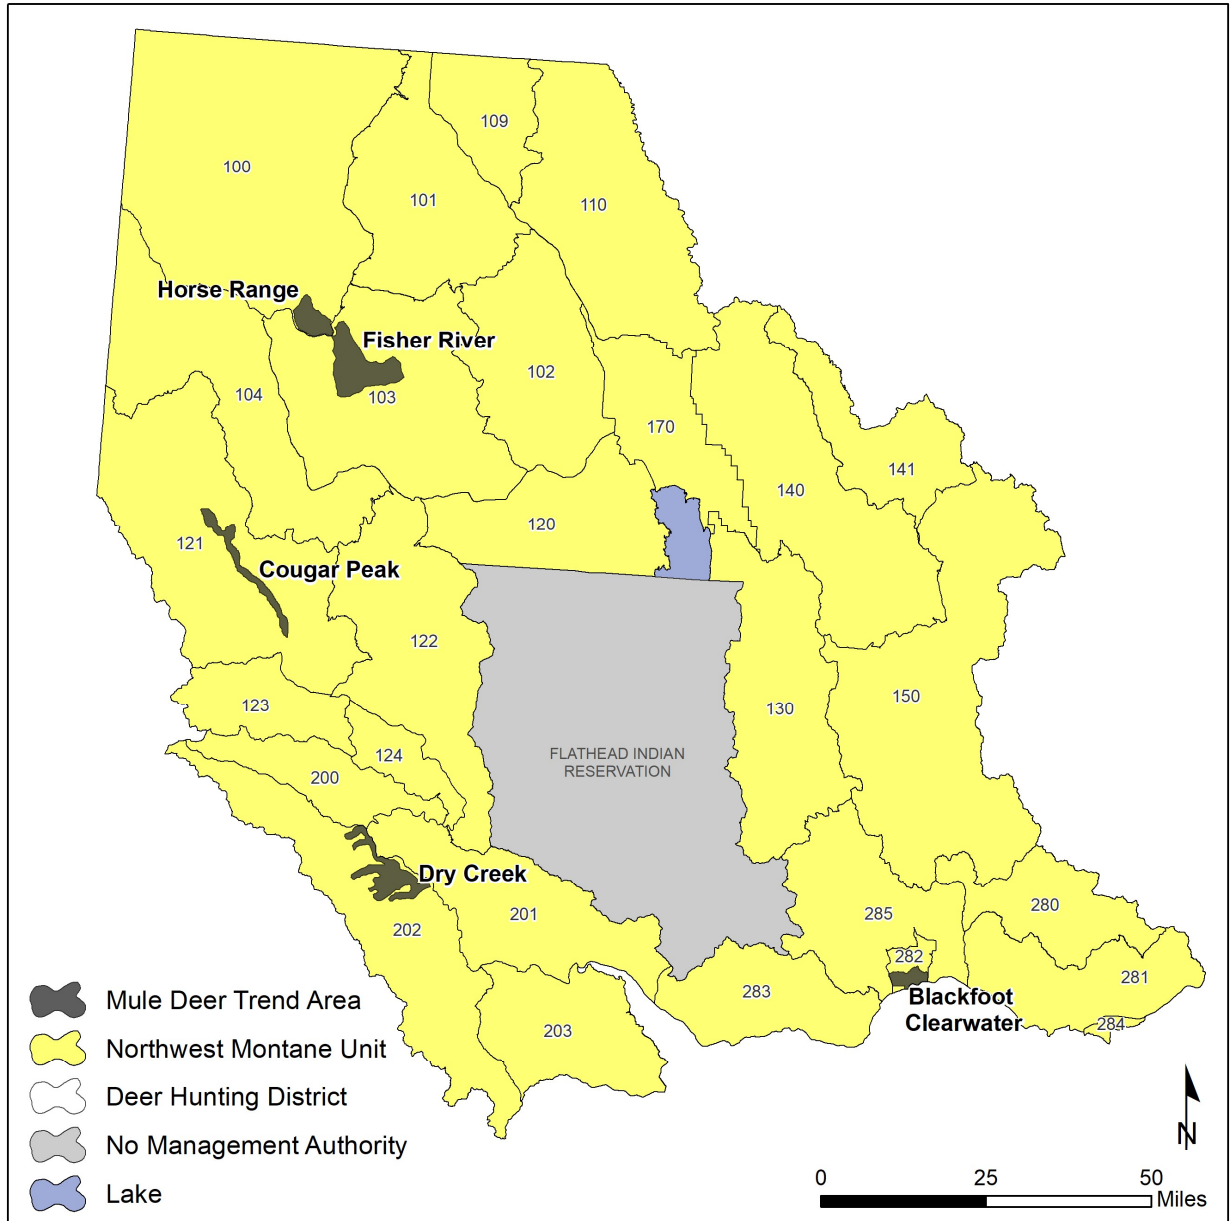 109
100
101
110
Horse Range
Fisher River
102
104
103
170
141
140
120
121
Cougar Peak
122
130
150
123
124
FLATHEAD INDIAN
RESERVATION
200
Dry Creek
201
202
285
280
282
281
283
Blackfoot
Clearwater
284
203
Mule Deer Trend Area
Northwest Montane Unit
Deer Hunting District
No Management Authority
Lake
N
0 25 50
Miles